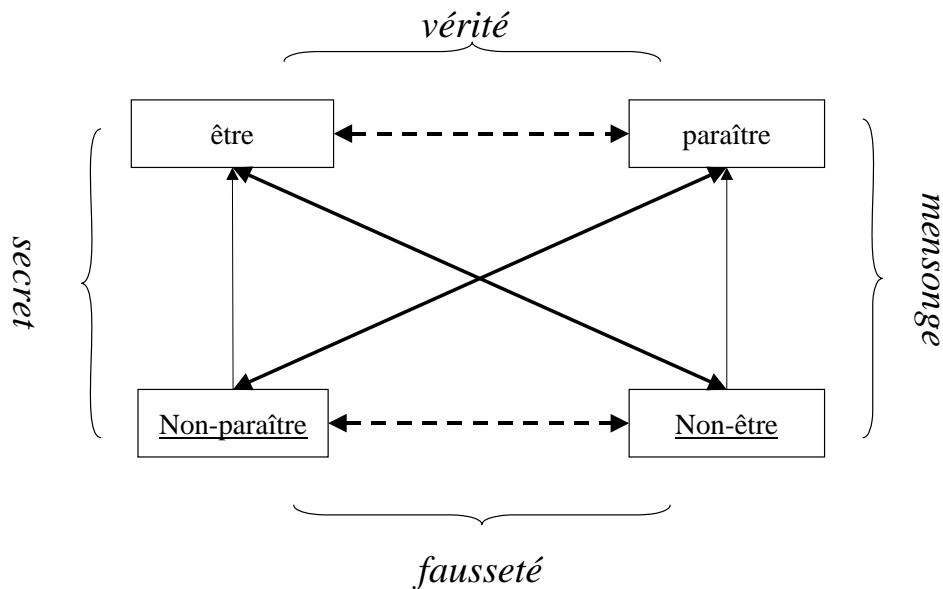 vérité
être
paraître
secret
mensonge
Non-paraître
Non-être
fausseté